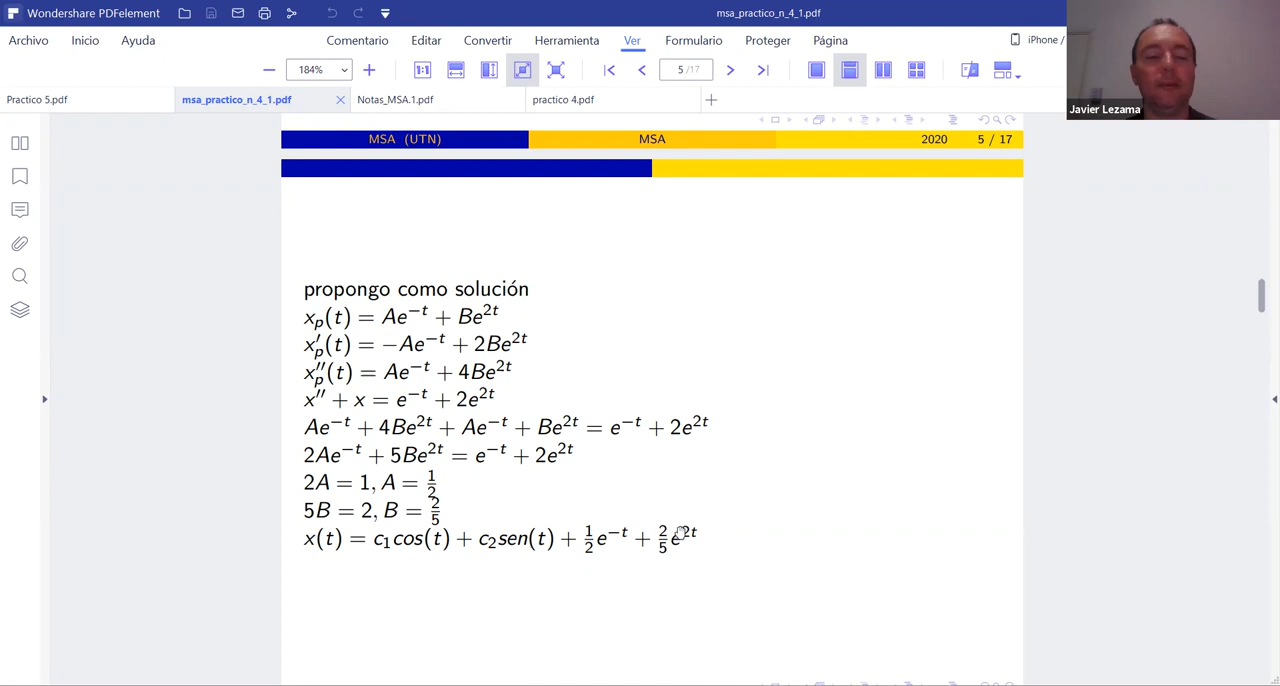 Wondershare PDFelement
msa_practico_n_4_1.pdf
Archivo Inicio Ayuda Comentario Editar Convertir Herramienta Ver Formulario Proteger Página iPhone /
184% 1:1 5 /17
Practico 5.pdf msa_practico_n_4_1.pdf Notas_MSA.1.pdf practico 4.pdf
Javier Lezama
MSA (UTN) MSA 2020 5 / 17
propongo como solución
x_p(t) = Ae^{-t} + Be^{2t}
x'_p(t) = −Ae^{-t} + 2Be^{2t}
x''_p(t) = Ae^{-t} + 4Be^{2t}
x'' + x = e^{-t} + 2e^{2t}
Ae^{-t} + 4Be^{2t} + Ae^{-t} + Be^{2t} = e^{-t} + 2e^{2t}
2Ae^{-t} + 5Be^{2t} = e^{-t} + 2e^{2t}
2A = 1, A = 1/2
5B = 2, B = 2/5
x(t) = c_1cos(t) + c_2sen(t) + 1/2 e^{-t} + 2/5 e^{2t}